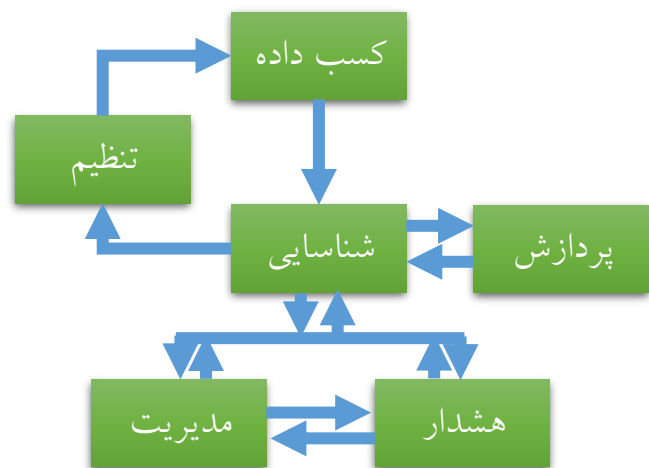 کسب داده
تنظیم
شناسایی
پردازش
هشدار
مدیریت